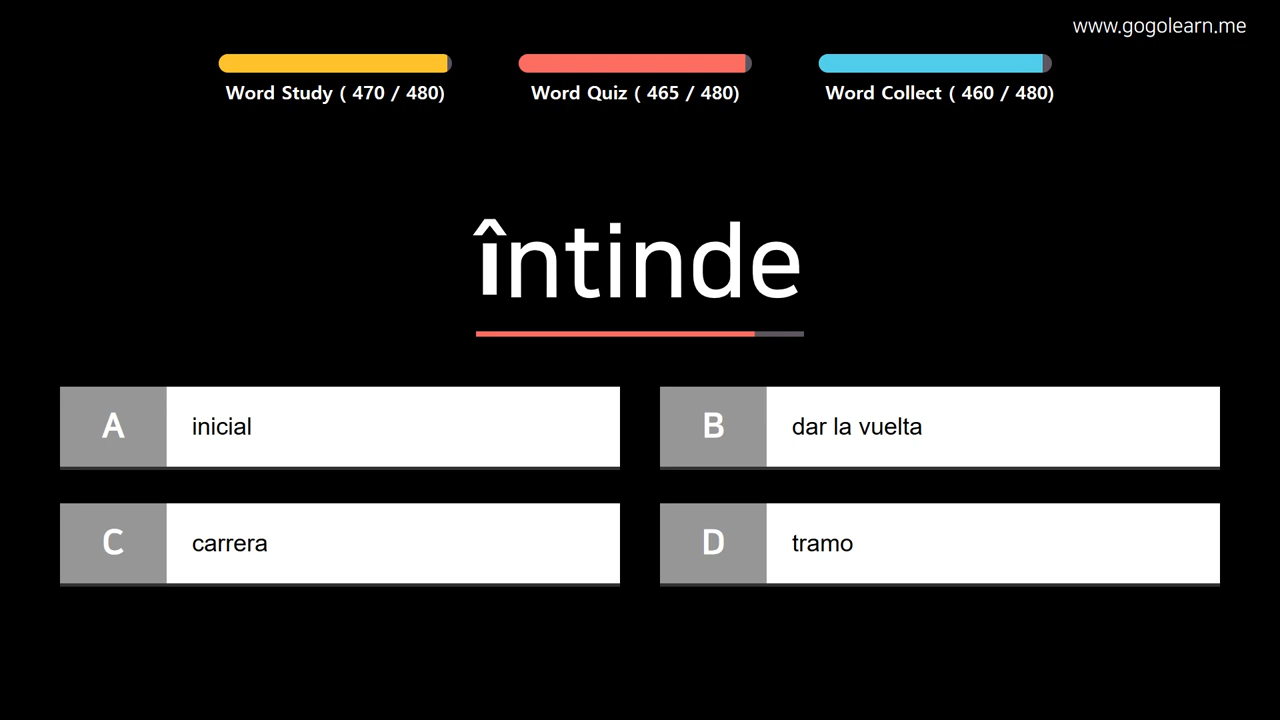 www.gogolearn.me
Word Study ( 470 / 480)
Word Quiz ( 465 / 480)
Word Collect ( 460 / 480)
întinde
A inicial
B dar la vuelta
C carrera
D tramo